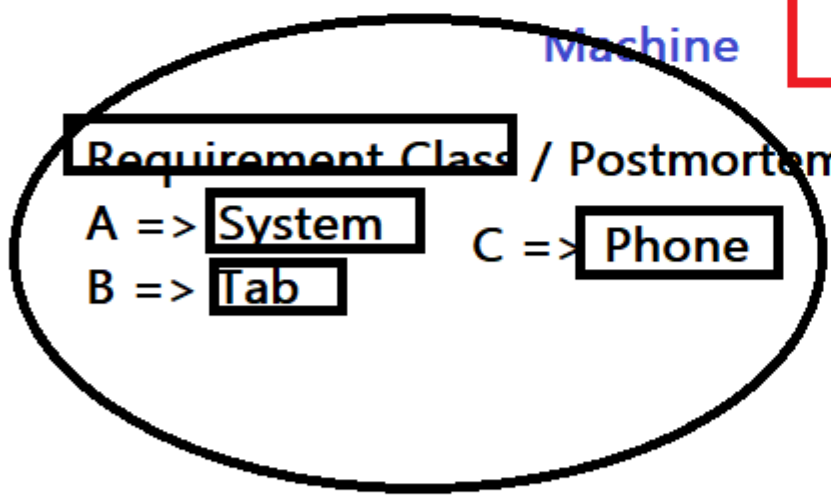 Machine
Requirement Class / Postmortem
A => System
C => Phone
B => Tab